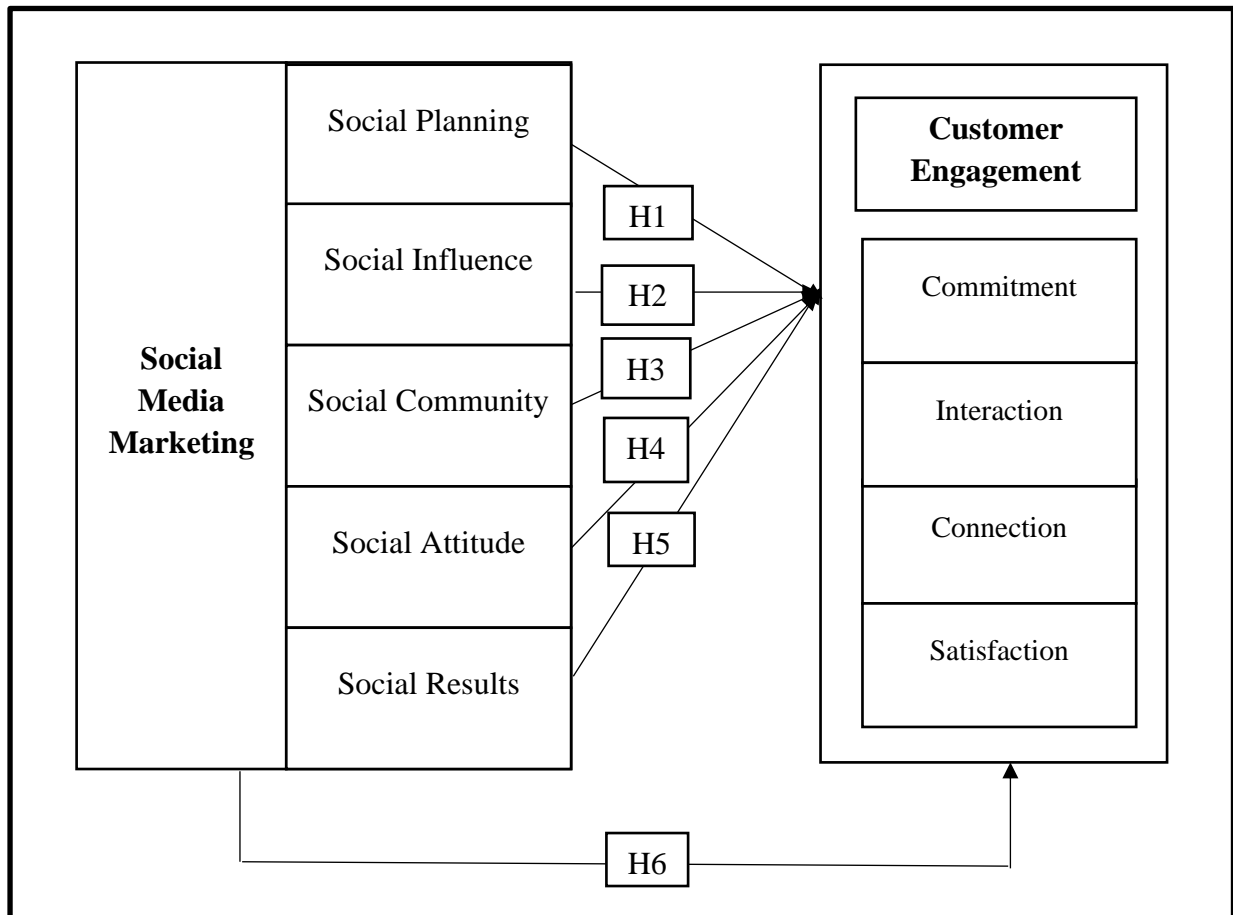 Social
Media
Marketing
Social Planning
Social Influence
Social Community
Social Attitude
Social Results
H1
H2
H3
H4
H5
H6
Customer
Engagement
Commitment
Interaction
Connection
Satisfaction